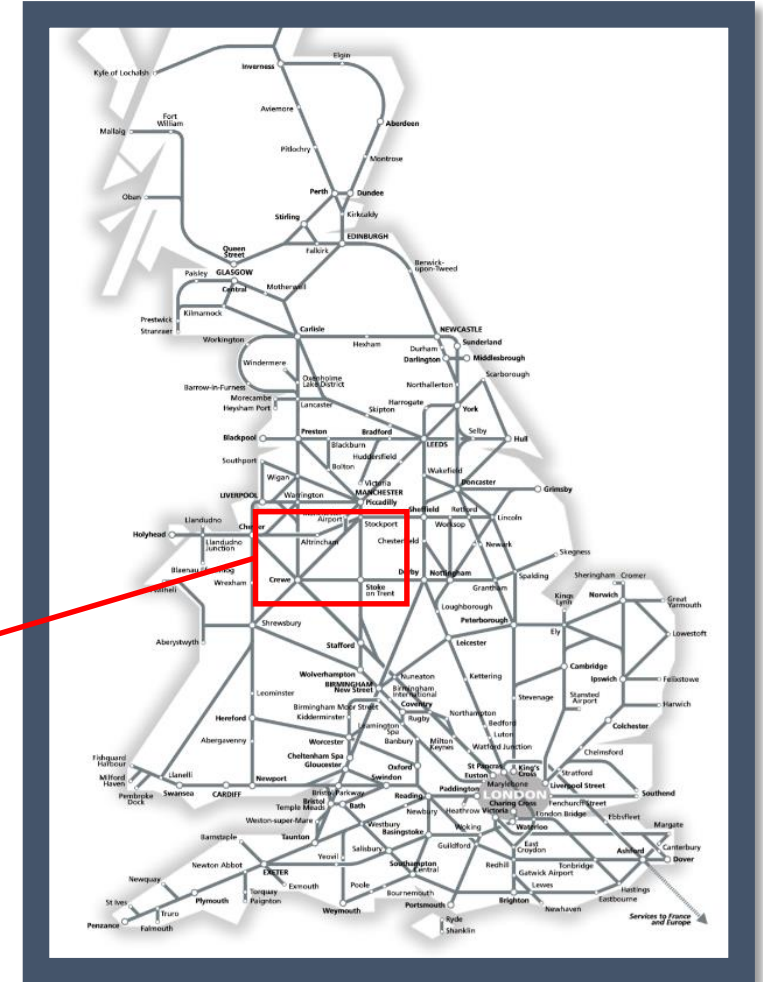 Elgin
Inverness
Kyle of Lochalsh
Aviemore
Fort
William
Mallaig
Aberdeen
Pitlochry
Montrose
Perth
Dundee
Oban
Stirling
Kirkcaldy
EDINBURGH
Queen
Street
Falkirk
Berwick-
upon-Tweed
Paisley
GLASGOW
Central
Motherwell
Kilmarnock
Prestwick
Stranraer
Carlisle
NEWCASTLE
Workington
Hexham
Sunderland
Durham
Darlington
Middlesbrough
Windermere
Scarborough
Oxenholme
Lake District
Northallerton
Barrow-in-Furness
Morecambe
Heysham Port
Lancaster
Harrogate
Skipton
York
Preston
Bradford
Selby
Blackpool
Blackburn
LEEDS
Hull
Huddersfield
Southport
Bolton
Wakefield
Wigan
Victoria
MANCHESTER
Piccadilly
Doncaster
Grimsby
LIVERPOOL
Warrington
Sheffield
Retford
Airport
Stockport
Worksop
Lincoln
Llandudno
Holyhead
Llandudno
Junction
Altrincham
Newark
Skegness
Crewe
Stoke
on Trent
Nottingham
Wrexham
Grantham
Spalding
Sheringham
Cromer
Kings
Lynn
Norwich
Great
Yarmouth
Loughborough
Peterborough
Shrewsbury
Aberystwyth
Stafford
Leicester
Ely
Lowestoft
Wolverhampton
BIRMINGHAM
New Street
Nuneaton
Birmingham
International
Kettering
Cambridge
Ipswich
Felixstowe
Leominster
Coventry
Stevenage
Stansted
Airport
Harwich
Birmingham Moor Street
Kidderminster
Rugby
Northampton
Hereford
Leamington
Spa
Bedford
Colchester
Abergavenny
Worcester
Banbury
Milton
Keynes
Luton
Cheltenham Spa
Gloucester
Oxford
Watford Junction
Chelmsford
Fishguard
Harbour
Llanelli
Newport
Swindon
St Pancras
Euston
King's
Cross
Stratford
Milford
Haven
Pembroke
Dock
Swansea
CARDIFF
Bristol Parkway
Reading
Paddington
Marylebone
LONDON
Liverpool Street
Southend
Bristol
Temple Meads
Bath
Newbury
Heathrow
Victoria
Charing Cross
Fenchurch Street
London Bridge
Waterloo
Ebbsfleet
Margate
Weston-super-Mare
Westbury
Basingstoke
Woking
Barnstaple
Taunton
Guildford
East
Croydon
Canterbury
Salisbury
Yeovil
Redhill
Tonbridge
Ashford
Dover
Newton Abbot
EXETER
Southampton
Central
Gatwick Airport
Newquay
Exmouth
Poole
Lewes
Hastings
St Ives
Plymouth
Torquay
Paignton
Bournemouth
Eastbourne
Truro
Weymouth
Portsmouth
Brighton
Newhaven
Penzance
Falmouth
Ryde
Shanklin
Services to France
and Europe